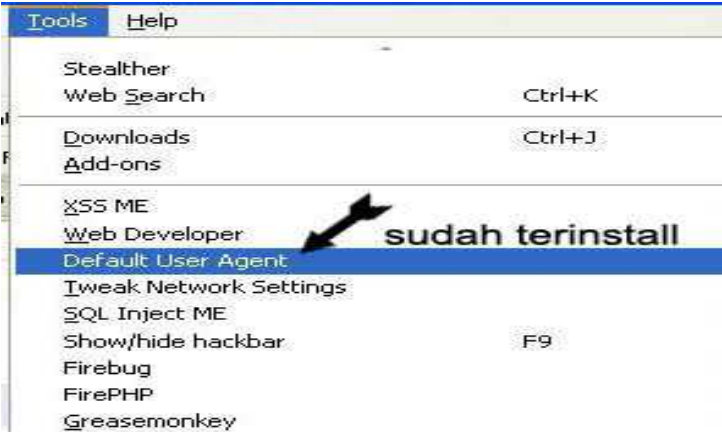 Tools Help
Stealther
Web Search Ctrl+K
Downloads Ctrl+J
Add-ons
XSS ME
Web Developer
sudah terinstall
Default User Agent
Tweak Network Settings
SQL Inject ME
Show/hide hackbar F9
Firebug
FirePHP
Greasemonkey